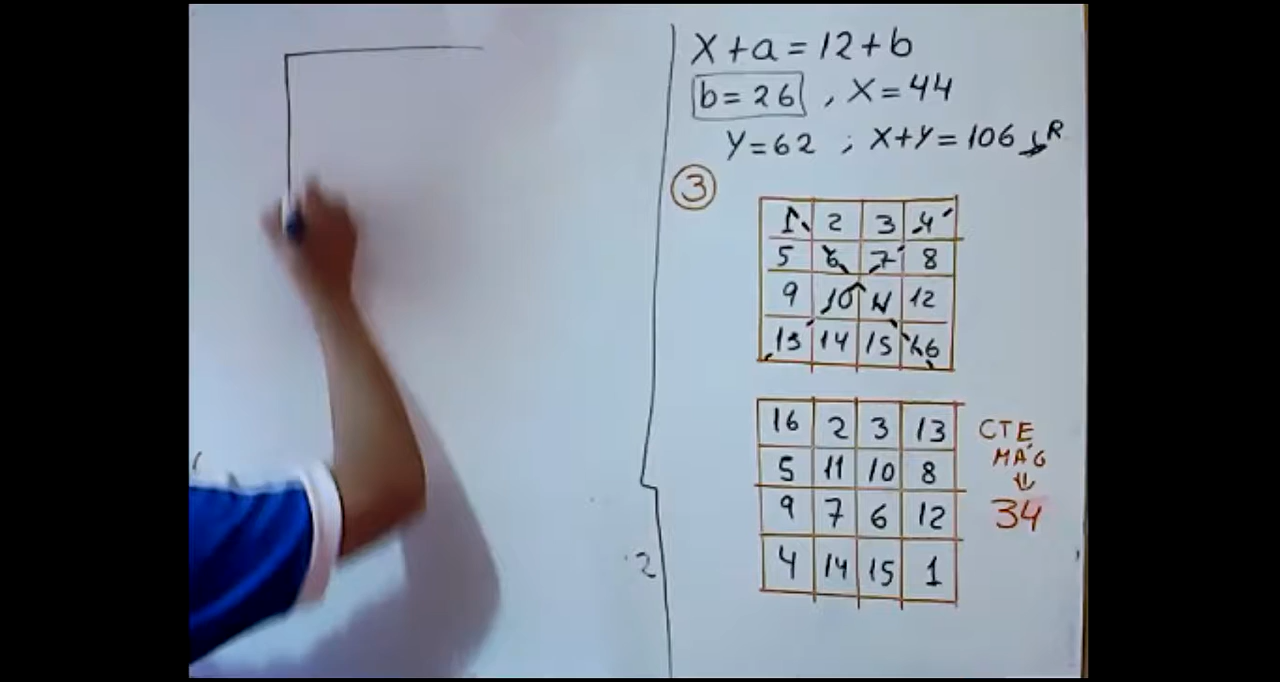 X+a=12+b
b=26, X=44
Y=62 ; X+Y=106 R
3
1 2 3 4
5 6 7 8
9 10 11 12
13 14 15 16
16 2 3 13
5 11 10 8
9 7 6 12
4 14 15 1
CTE
MÁG
⇓
34
2